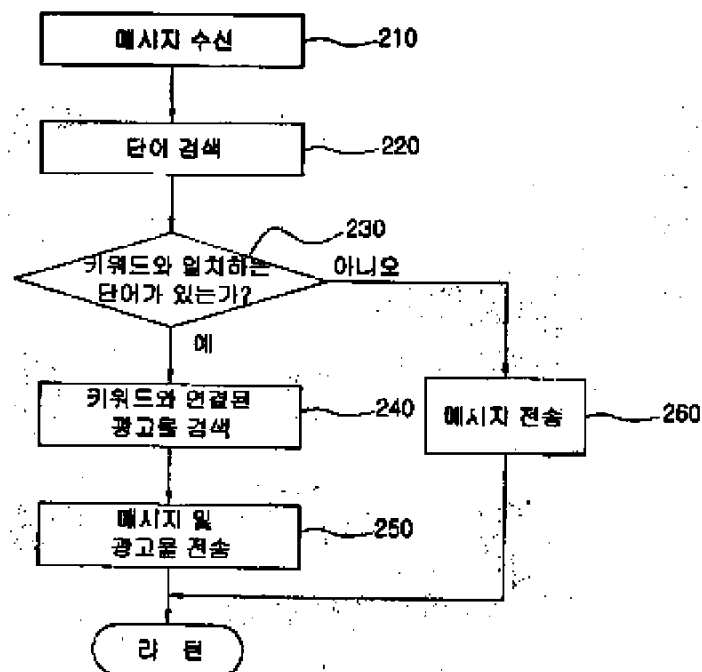 메시지 수신
210
단어 검색
220
230
키워드와 일치하는
단어가 있는가?
아니오
예
키워드와 연결된
광고물 검색
240
메시지 전송
260
메시지 및
광고물 전송
250
리 턴